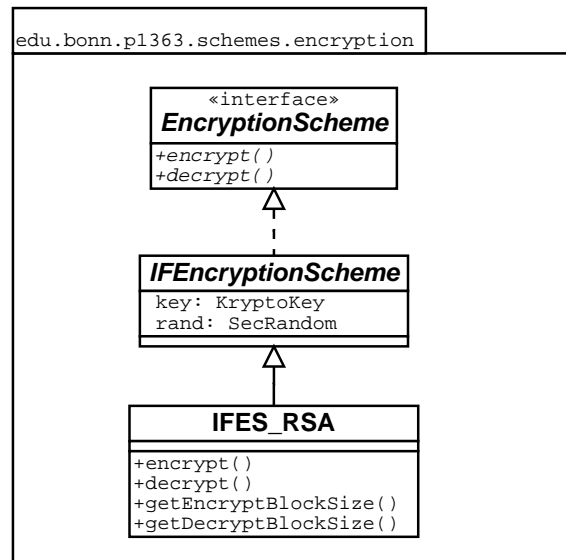 edu.bonn.p1363.schemes.encryption
«interface»
EncryptionScheme
+encrypt()
+decrypt()
IFEncryptionScheme
key: KryptoKey
rand: SecRandom
IFES_RSA
+encrypt()
+decrypt()
+getEncryptBlockSize()
+getDecryptBlockSize()